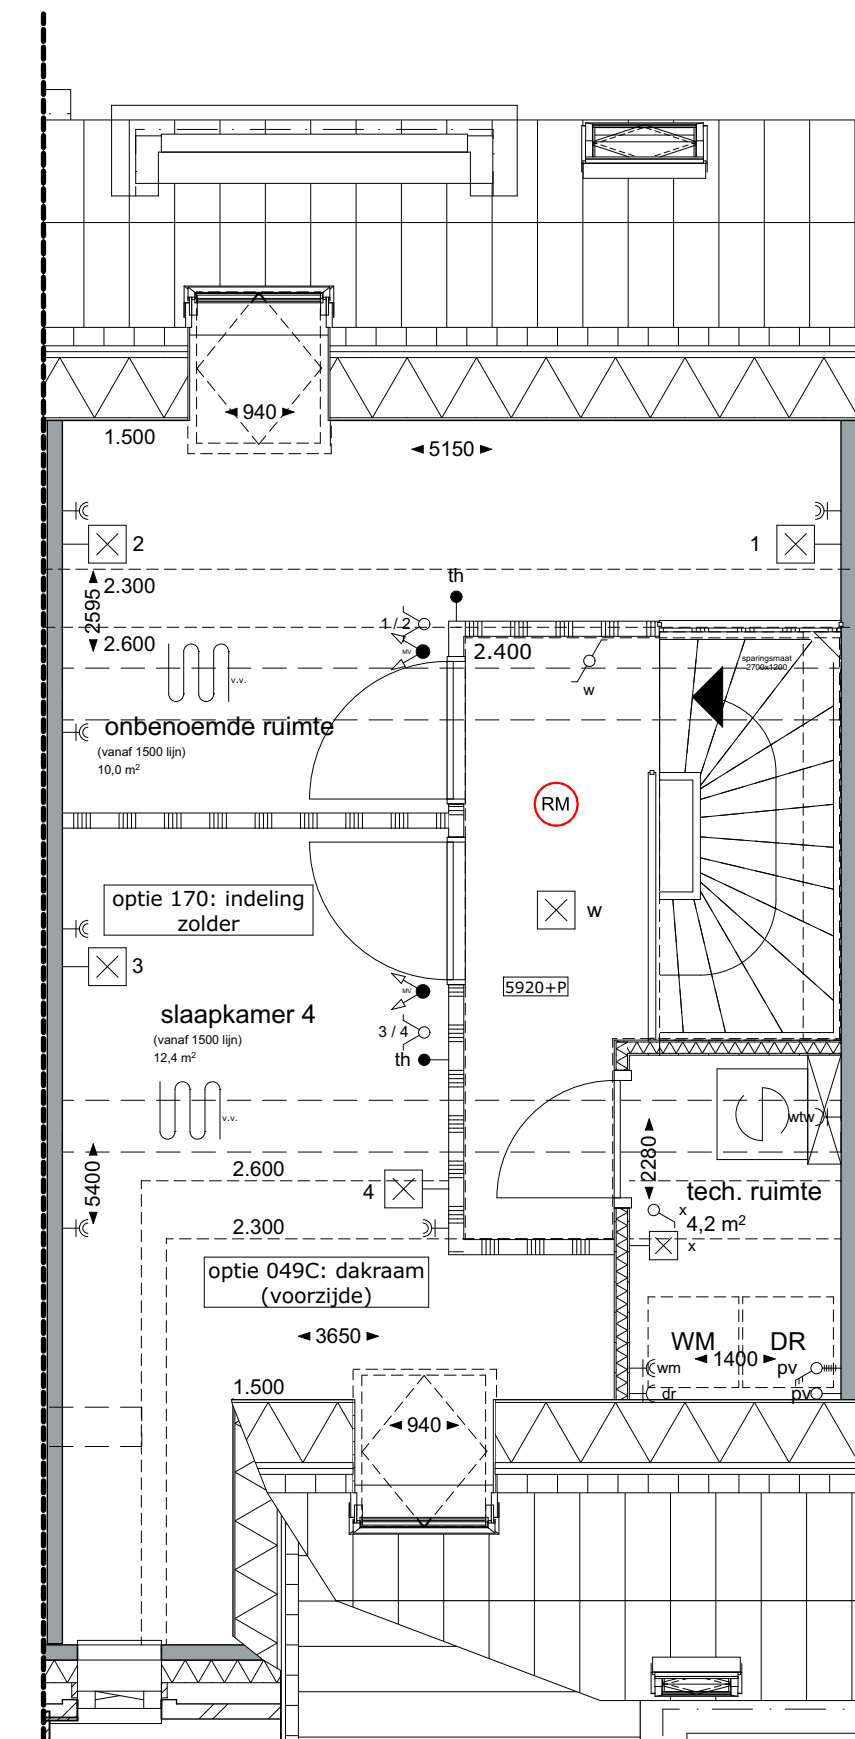 940
1.500
5150
2
1
2.300
2595
th
1 / 2
2.600
MV
2.400
sparingsmaat
2700x1200
w
v.v.
onbenoemde ruimte
(vanaf 1500 lijn)
10,0 m²
RM
optie 170: indeling
zolder
w
3
5920+P
MV
slaapkamer 4
(vanaf 1500 lijn)
12,4 m²
3 / 4
th
v.v.
wtw
5400
2280
2.600
4
tech. ruimte
x
4,2 m²
2.300
x
optie 049C: dakraam
(voorzijde)
3650
WM
DR
1400
wm
pv
1.500
dr
pv
940